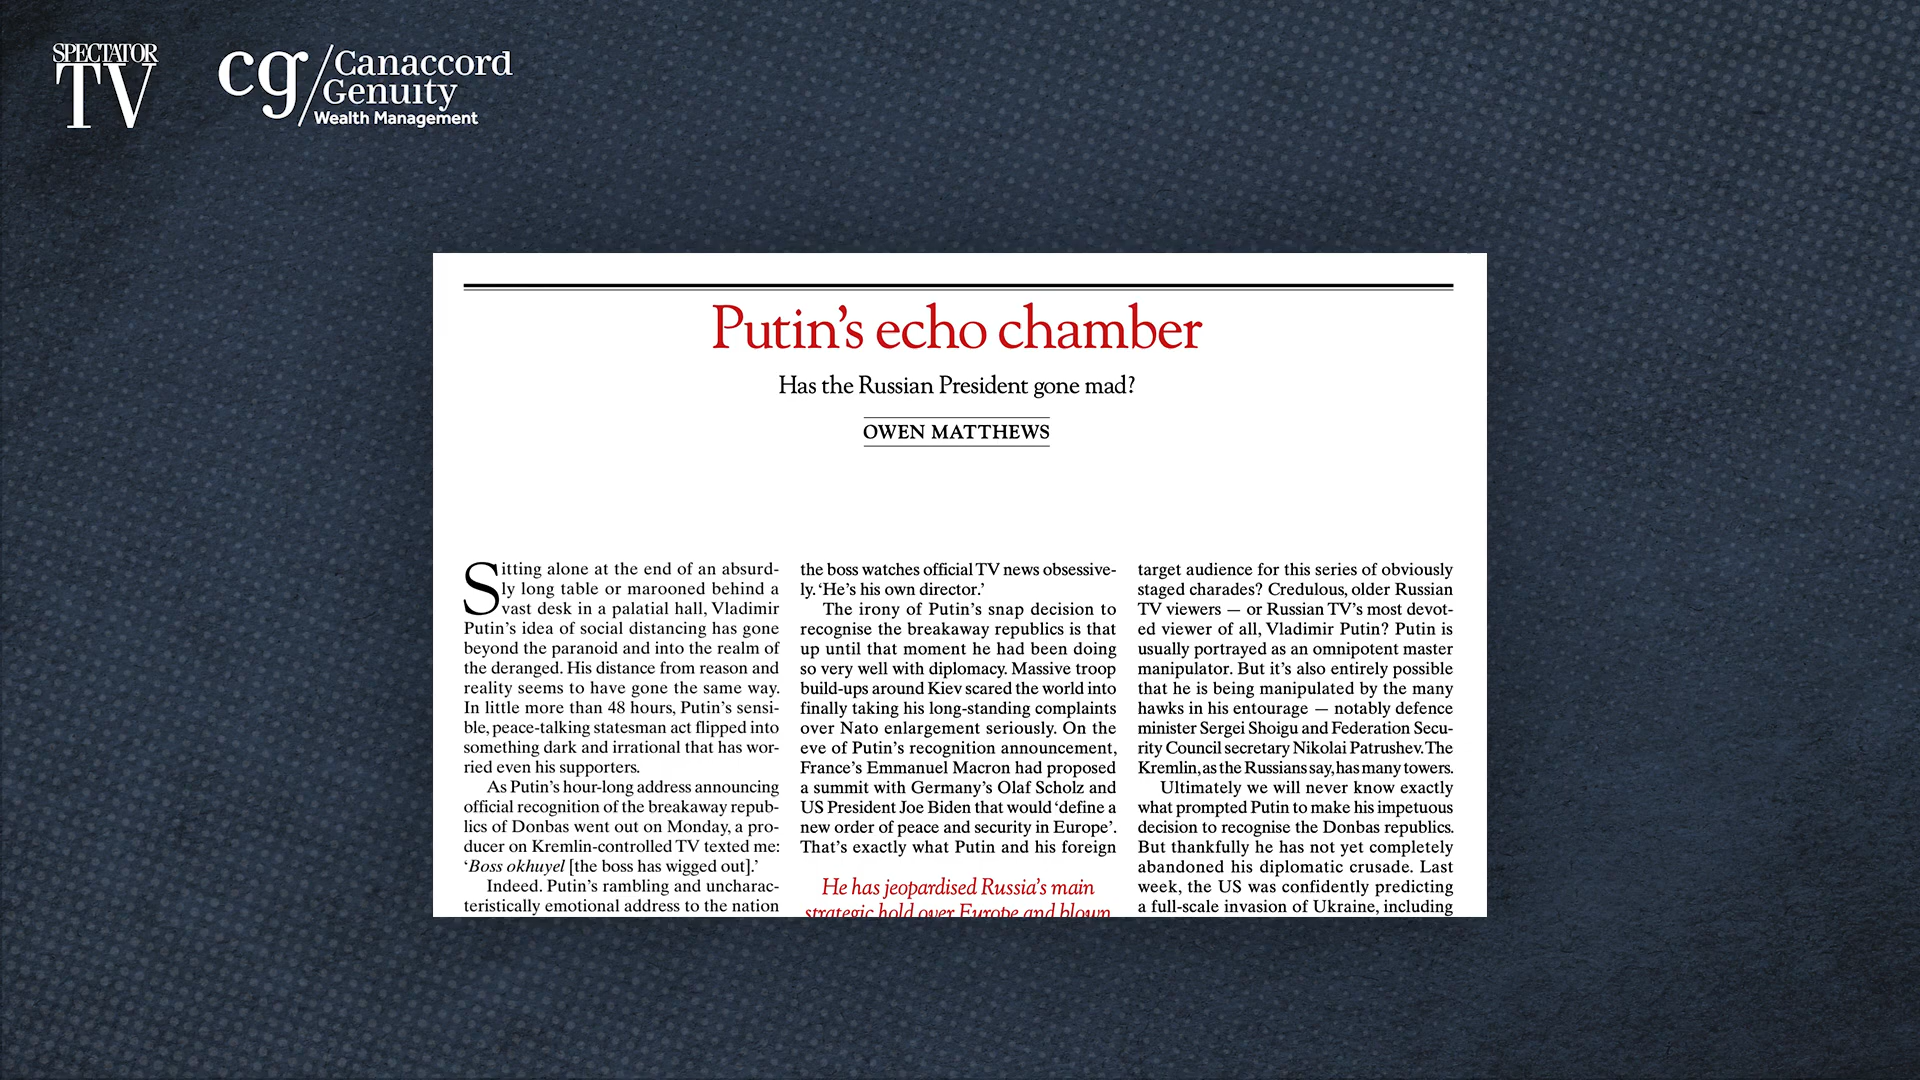 SPECTATOR
TV
cg/Canaccord
Genuity
Wealth Management
Putin's echo chamber
Has the Russian President gone mad?
OWEN MATTHEWS
Sitting alone at the end of an absurd-
ly long table or marooned behind a
vast desk in a palatial hall, Vladimir
Putin's idea of social distancing has gone
beyond the paranoid and into the realm of
the deranged. His distance from reason and
reality seems to have gone the same way.
In little more than 48 hours, Putin's sensi-
ble, peace-talking statesman act flipped into
something dark and irrational that has wor-
ried even his supporters.
As Putin's hour-long address announcing
official recognition of the breakaway repub-
lics of Donbas went out on Monday, a pro-
ducer on Kremlin-controlled TV texted me:
‘Boss okhuyel [the boss has wigged out].’
Indeed. Putin's rambling and uncharac-
teristically emotional address to the nation
the boss watches official TV news obsessive-
ly. ‘He's his own director.’
The irony of Putin's snap decision to
recognise the breakaway republics is that
up until that moment he had been doing
so very well with diplomacy. Massive troop
build-ups around Kiev scared the world into
finally taking his long-standing complaints
over Nato enlargement seriously. On the
eve of Putin's recognition announcement,
France's Emmanuel Macron had proposed
a summit with Germany's Olaf Scholz and
US President Joe Biden that would ‘define a
new order of peace and security in Europe’.
That's exactly what Putin and his foreign
He has jeopardised Russia's main
strategic hold over Europe and blown
target audience for this series of obviously
staged charades? Credulous, older Russian
TV viewers — or Russian TV's most devot-
ed viewer of all, Vladimir Putin? Putin is
usually portrayed as an omnipotent master
manipulator. But it's also entirely possible
that he is being manipulated by the many
hawks in his entourage — notably defence
minister Sergei Shoigu and Federation Secu-
rity Council secretary Nikolai Patrushev. The
Kremlin, as the Russians say, has many towers.
Ultimately we will never know exactly
what prompted Putin to make his impetuous
decision to recognise the Donbas republics.
But thankfully he has not yet completely
abandoned his diplomatic crusade. Last
week, the US was confidently predicting
a full-scale invasion of Ukraine, including